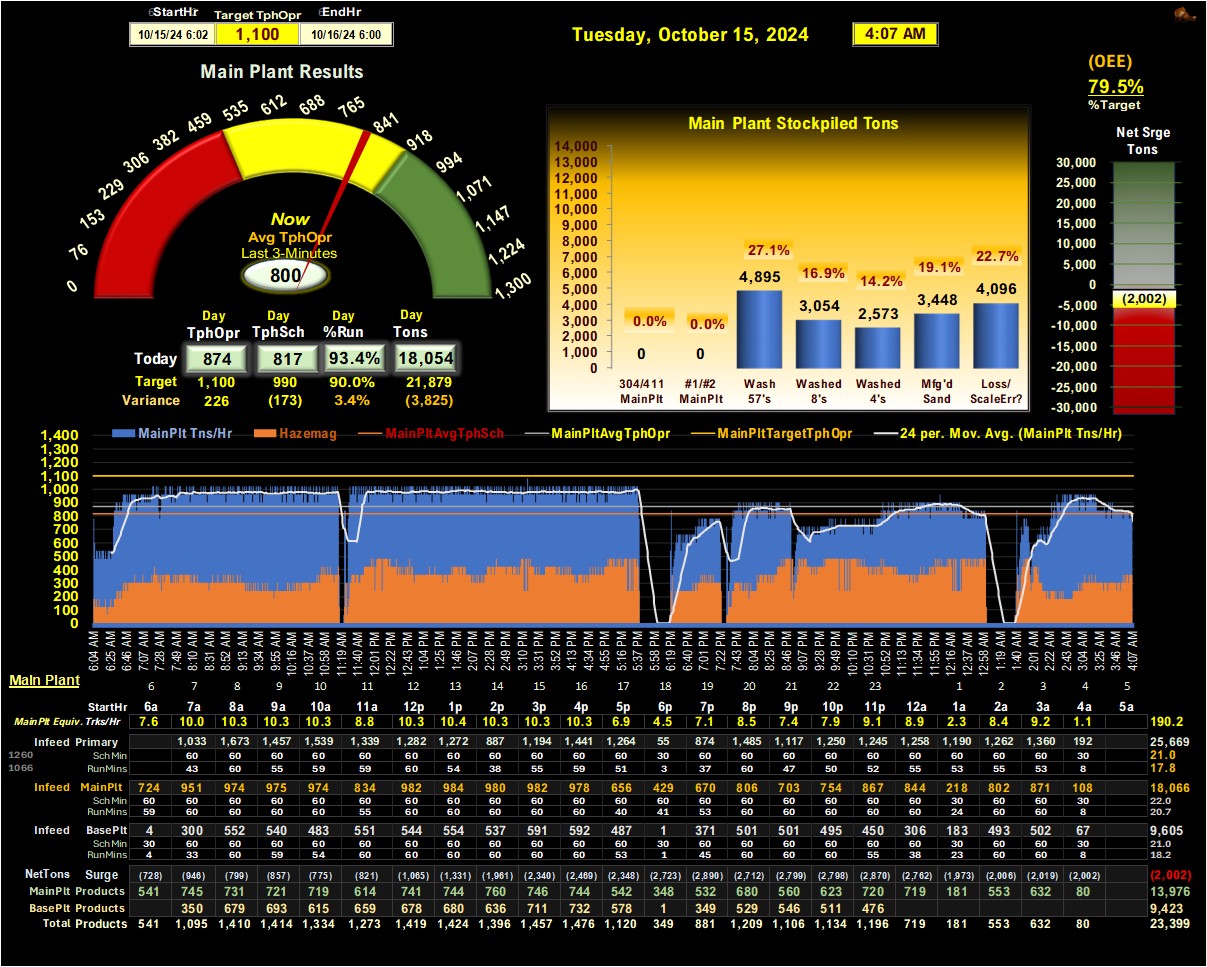 StartHr Target TphOpr EndHr
10/15/24 6:02 1,100 10/16/24 6:00
Tuesday, October 15, 2024 4:07 AM
(OEE)
79.5%
%Target
Main Plant Results
0 76 153 229 306 382 459 535 612 688 765 841 918 994 1,071 1,147 1,224 1,300
Now
Avg TphOpr
Last 3-Minutes
800
Day Day Day Day
TphOpr TphSch %Run Tons
Today 874 817 93.4% 18,054
Target 1,100 990 90.0% 21,879
Variance 226 (173) 3.4% (3,825)
Main Plant Stockpiled Tons
14,000
13,000
12,000
11,000
10,000
9,000
8,000
7,000
6,000
5,000
4,000
3,000
2,000
1,000
0
0.0% 0.0% 27.1% 16.9% 14.2% 19.1% 22.7%
0 0 4,895 3,054 2,573 3,448 4,096
304/411 #1/#2 Wash Washed Washed Mfg'd Loss/
MainPlt MainPlt 57's 8's 4's Sand ScaleErr?
Net Srge
Tons
30,000
25,000
20,000
15,000
10,000
5,000
0
-5,000
-10,000
-15,000
-20,000
-25,000
-30,000
(2,002)
MainPlt Tns/Hr Hazemag MainPltAvgTphSch MainPltAvgTphOpr MainPltTargetTphOpr 24 per. Mov. Avg. (MainPlt Tns/Hr)
1,400
1,300
1,200
1,100
1,000
900
800
700
600
500
400
300
200
100
0
6:04 AM 6:25 AM 6:46 AM 7:07 AM 7:28 AM 7:49 AM 8:10 AM 8:31 AM 8:52 AM 9:13 AM 9:34 AM 9:55 AM 10:16 AM 10:37 AM 10:59 AM 11:19 AM 11:40 AM 12:01 PM 12:22 PM 12:43 PM 1:04 PM 1:25 PM 1:46 PM 2:07 PM 2:28 PM 2:49 PM 3:10 PM 3:31 PM 3:52 PM 4:13 PM 4:34 PM 4:55 PM 5:16 PM 5:37 PM 5:58 PM 6:19 PM 6:40 PM 7:01 PM 7:22 PM 7:43 PM 8:04 PM 8:25 PM 8:46 PM 9:07 PM 9:28 PM 9:49 PM 10:10 PM 10:31 PM 10:52 PM 11:13 PM 11:34 PM 11:55 PM 12:16 AM 12:37 AM 12:58 AM 1:19 AM 1:40 AM 2:01 AM 2:22 AM 2:43 AM 3:04 AM 3:25 AM 3:46 AM 4:07 AM
Main Plant
6 7 8 9 10 11 12 13 14 15 16 17 18 19 20 21 22 23 1 2 3 4 5
StartHr 6a 7a 8a 9a 10a 11a 12p 1p 2p 3p 4p 5p 6p 7p 8p 9p 10p 11p 12a 1a 2a 3a 4a 5a
MainPlt Equiv. Trks/Hr 7.6 10.0 10.3 10.3 10.3 8.8 10.3 10.4 10.3 10.3 10.3 6.9 4.5 7.1 8.5 7.4 7.9 9.1 8.9 2.3 8.4 9.2 1.1 190.2
Infeed Primary 1,033 1,673 1,457 1,539 1,339 1,282 1,272 887 1,194 1,441 1,264 55 874 1,485 1,117 1,250 1,245 1,258 1,190 1,262 1,360 192 25,669
1260 Sch Min 60 60 60 60 60 60 60 60 60 60 60 30 60 60 60 60 60 60 60 60 60 30 21.0
1066 RunMins 43 60 55 59 59 60 54 38 55 59 51 3 37 60 47 50 52 55 53 55 53 8 17.8
Infeed MainPlt 724 951 974 975 974 834 982 984 980 982 978 656 429 670 806 703 754 867 844 218 802 871 108 18,066
Sch Min 60 60 60 60 60 60 60 60 60 60 60 60 60 60 60 60 60 60 60 30 30 60 30 22.0
RunMins 59 60 60 60 60 55 60 60 60 60 60 40 41 53 60 60 60 60 60 24 60 60 8 20.7
Infeed BasePlt 4 300 552 540 483 551 544 554 537 591 592 487 1 371 501 501 495 450 306 183 493 502 67 9,605
Sch Min 30 60 60 60 60 60 60 60 60 60 60 60 30 60 60 60 60 60 60 30 30 60 30 21.0
RunMins 4 33 60 59 54 60 60 60 60 60 60 53 1 45 60 60 60 55 38 23 60 60 8 18.2
NetTons Surge (728) (946) (799) (857) (775) (821) (1,065) (1,331) (1,961) (2,340) (2,469) (2,348) (2,723) (2,890) (2,712) (2,799) (2,798) (2,870) (2,762) (1,973) (2,006) (2,019) (2,002) (2,002)
MainPlt Products 541 745 731 721 719 614 741 744 760 746 744 542 348 532 680 560 623 720 719 181 553 632 80 13,976
BasePlt Products 350 679 693 615 659 678 680 636 711 732 578 1 349 529 546 511 476 9,423
Total Products 541 1,095 1,410 1,414 1,334 1,273 1,419 1,424 1,396 1,457 1,476 1,120 349 881 1,209 1,106 1,134 1,196 719 181 553 632 80 23,399